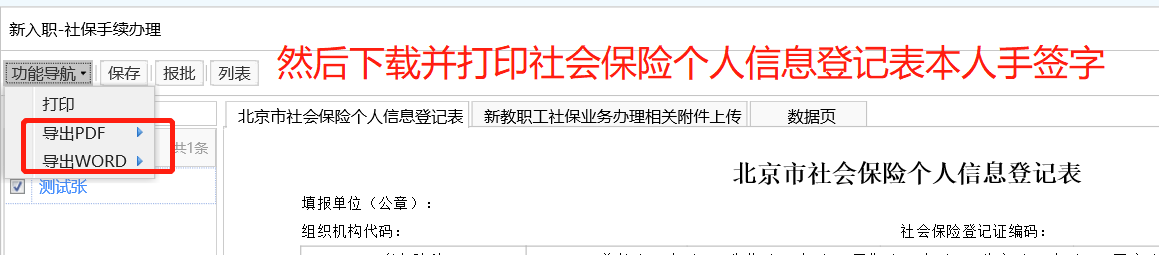 新入职-社保手续办理
功能导航 保存 报批 列表
然后下载并打印社会保险个人信息登记表本人手签字
打印
导出PDF
导出WORD
共1条
测试张
北京市社会保险个人信息登记表 新教职工社保业务办理相关附件上传 数据页
北京市社会保险个人信息登记表
填报单位（公章）：
组织机构代码： 社会保险登记证编码：